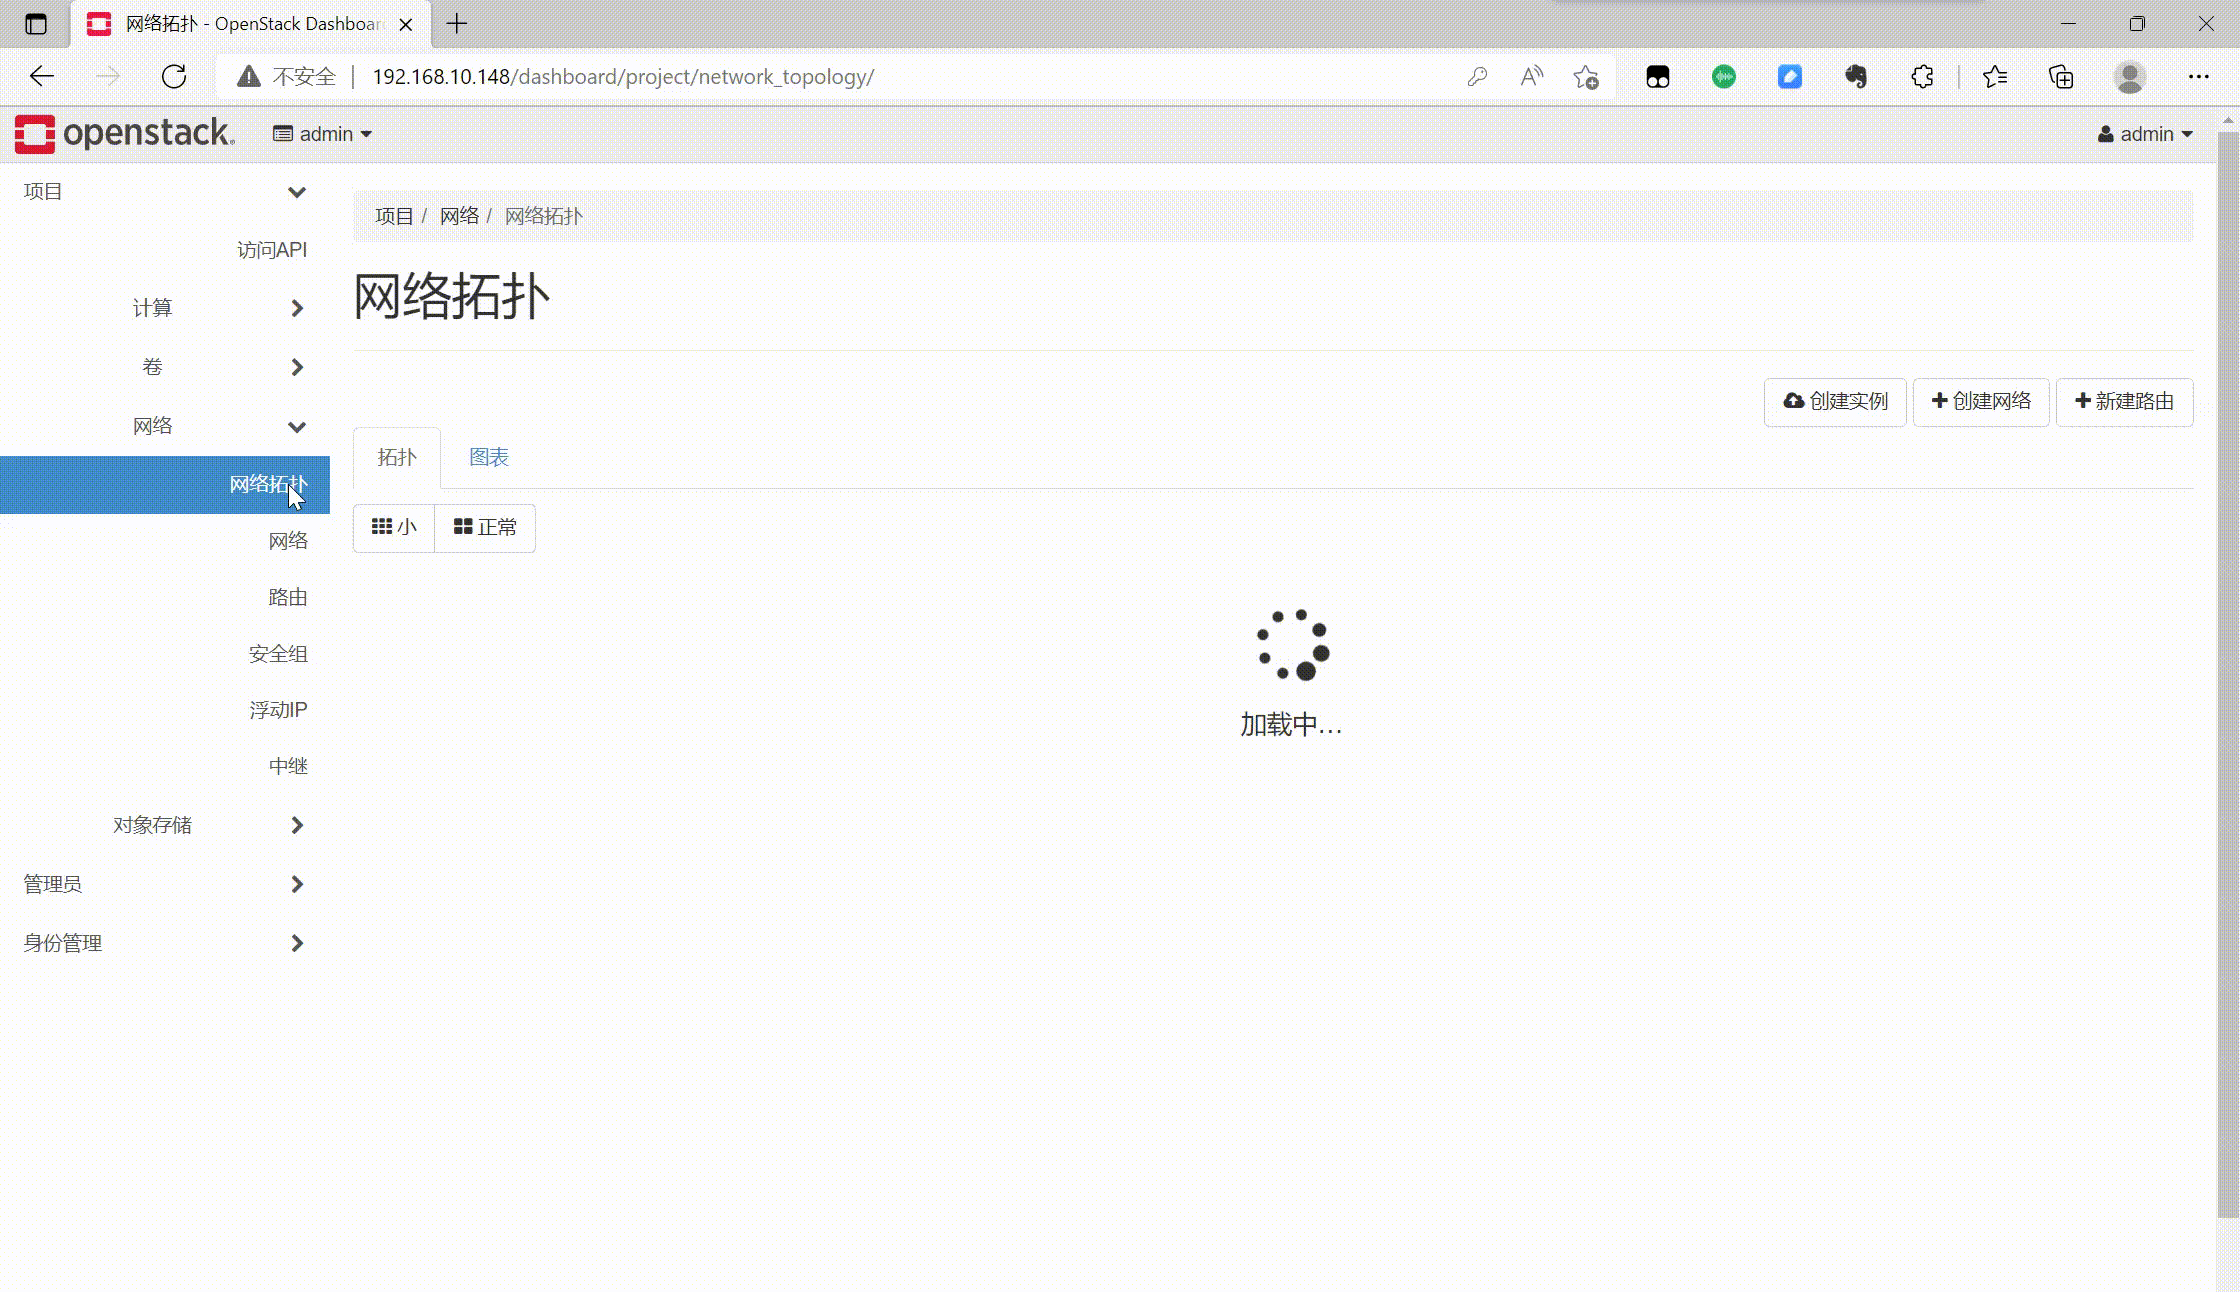 网络拓扑 - OpenStack Dashboar
不安全 192.168.10.148/dashboard/project/network_topology/
openstack. admin admin
项目
访问API
计算
卷
网络
网络拓扑
网络
路由
安全组
浮动IP
中继
对象存储
管理员
身份管理
项目 / 网络 / 网络拓扑
网络拓扑
创建实例 创建网络 新建路由
拓扑 图表
小 正常
加载中...